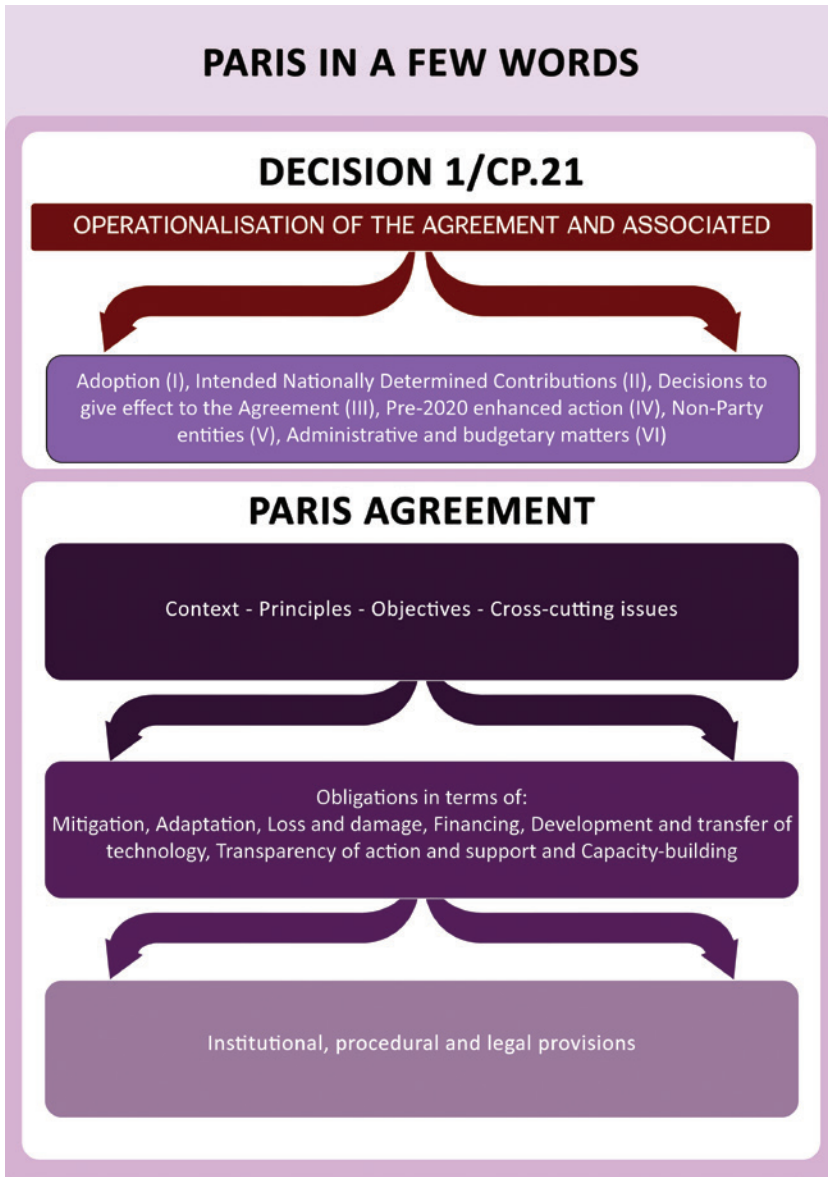 PARIS IN A FEW WORDS
DECISION 1/CP.21
OPERATIONALISATION OF THE AGREEMENT AND ASSOCIATED
Adoption (I), Intended Nationally Determined Contributions (II), Decisions to
give effect to the Agreement (III), Pre-2020 enhanced action (IV), Non-Party
entities (V), Administrative and budgetary matters (VI)
PARIS AGREEMENT
Context - Principles - Objectives - Cross-cutting issues
Obligations in terms of:
Mitigation, Adaptation, Loss and damage, Financing, Development and transfer of
technology, Transparency of action and support and Capacity-building
Institutional, procedural and legal provisions